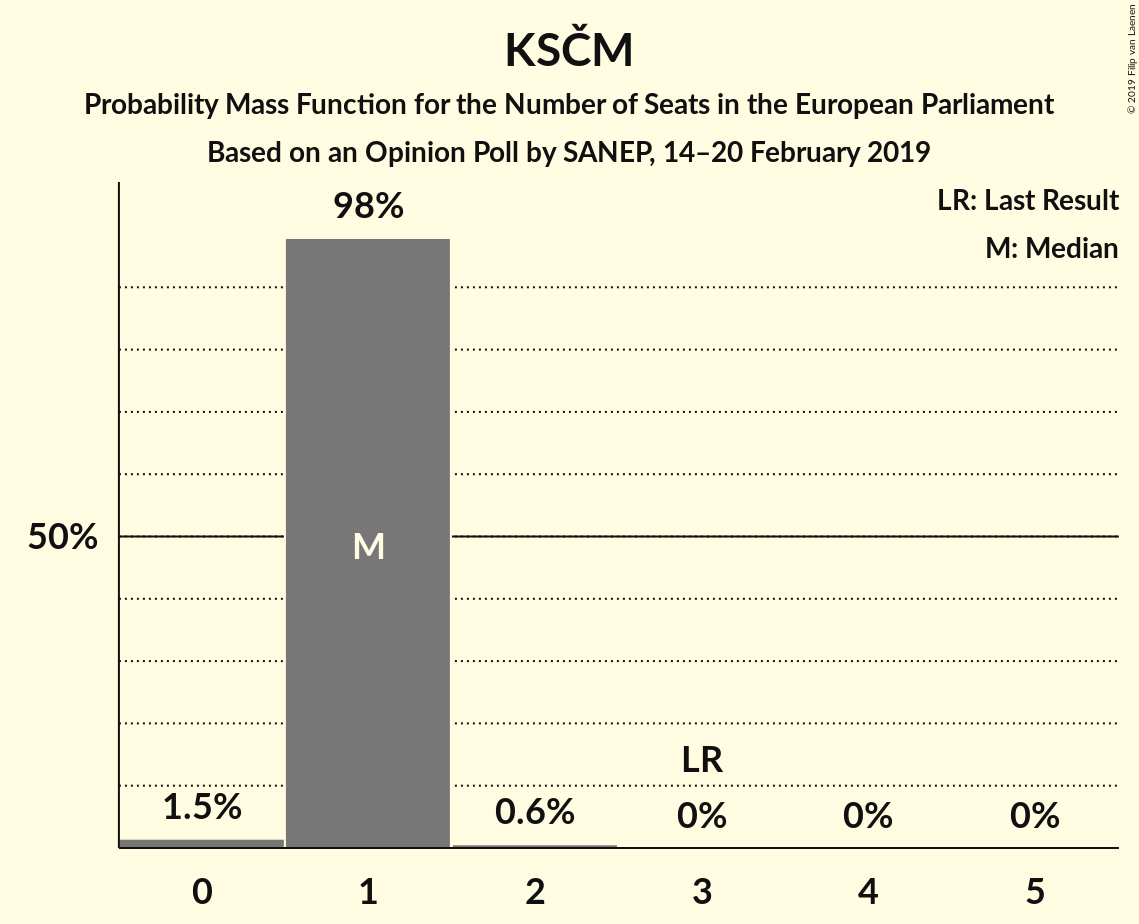 KSČM
Probability Mass Function for the Number of Seats in the European Parliament
Based on an Opinion Poll by SANEP, 14–20 February 2019
© 2019 Filip van Laenen
LR: Last Result
M: Median
98%
50%
M
LR
1.5%
0.6%
0%
0%
0%
0 1 2 3 4 5